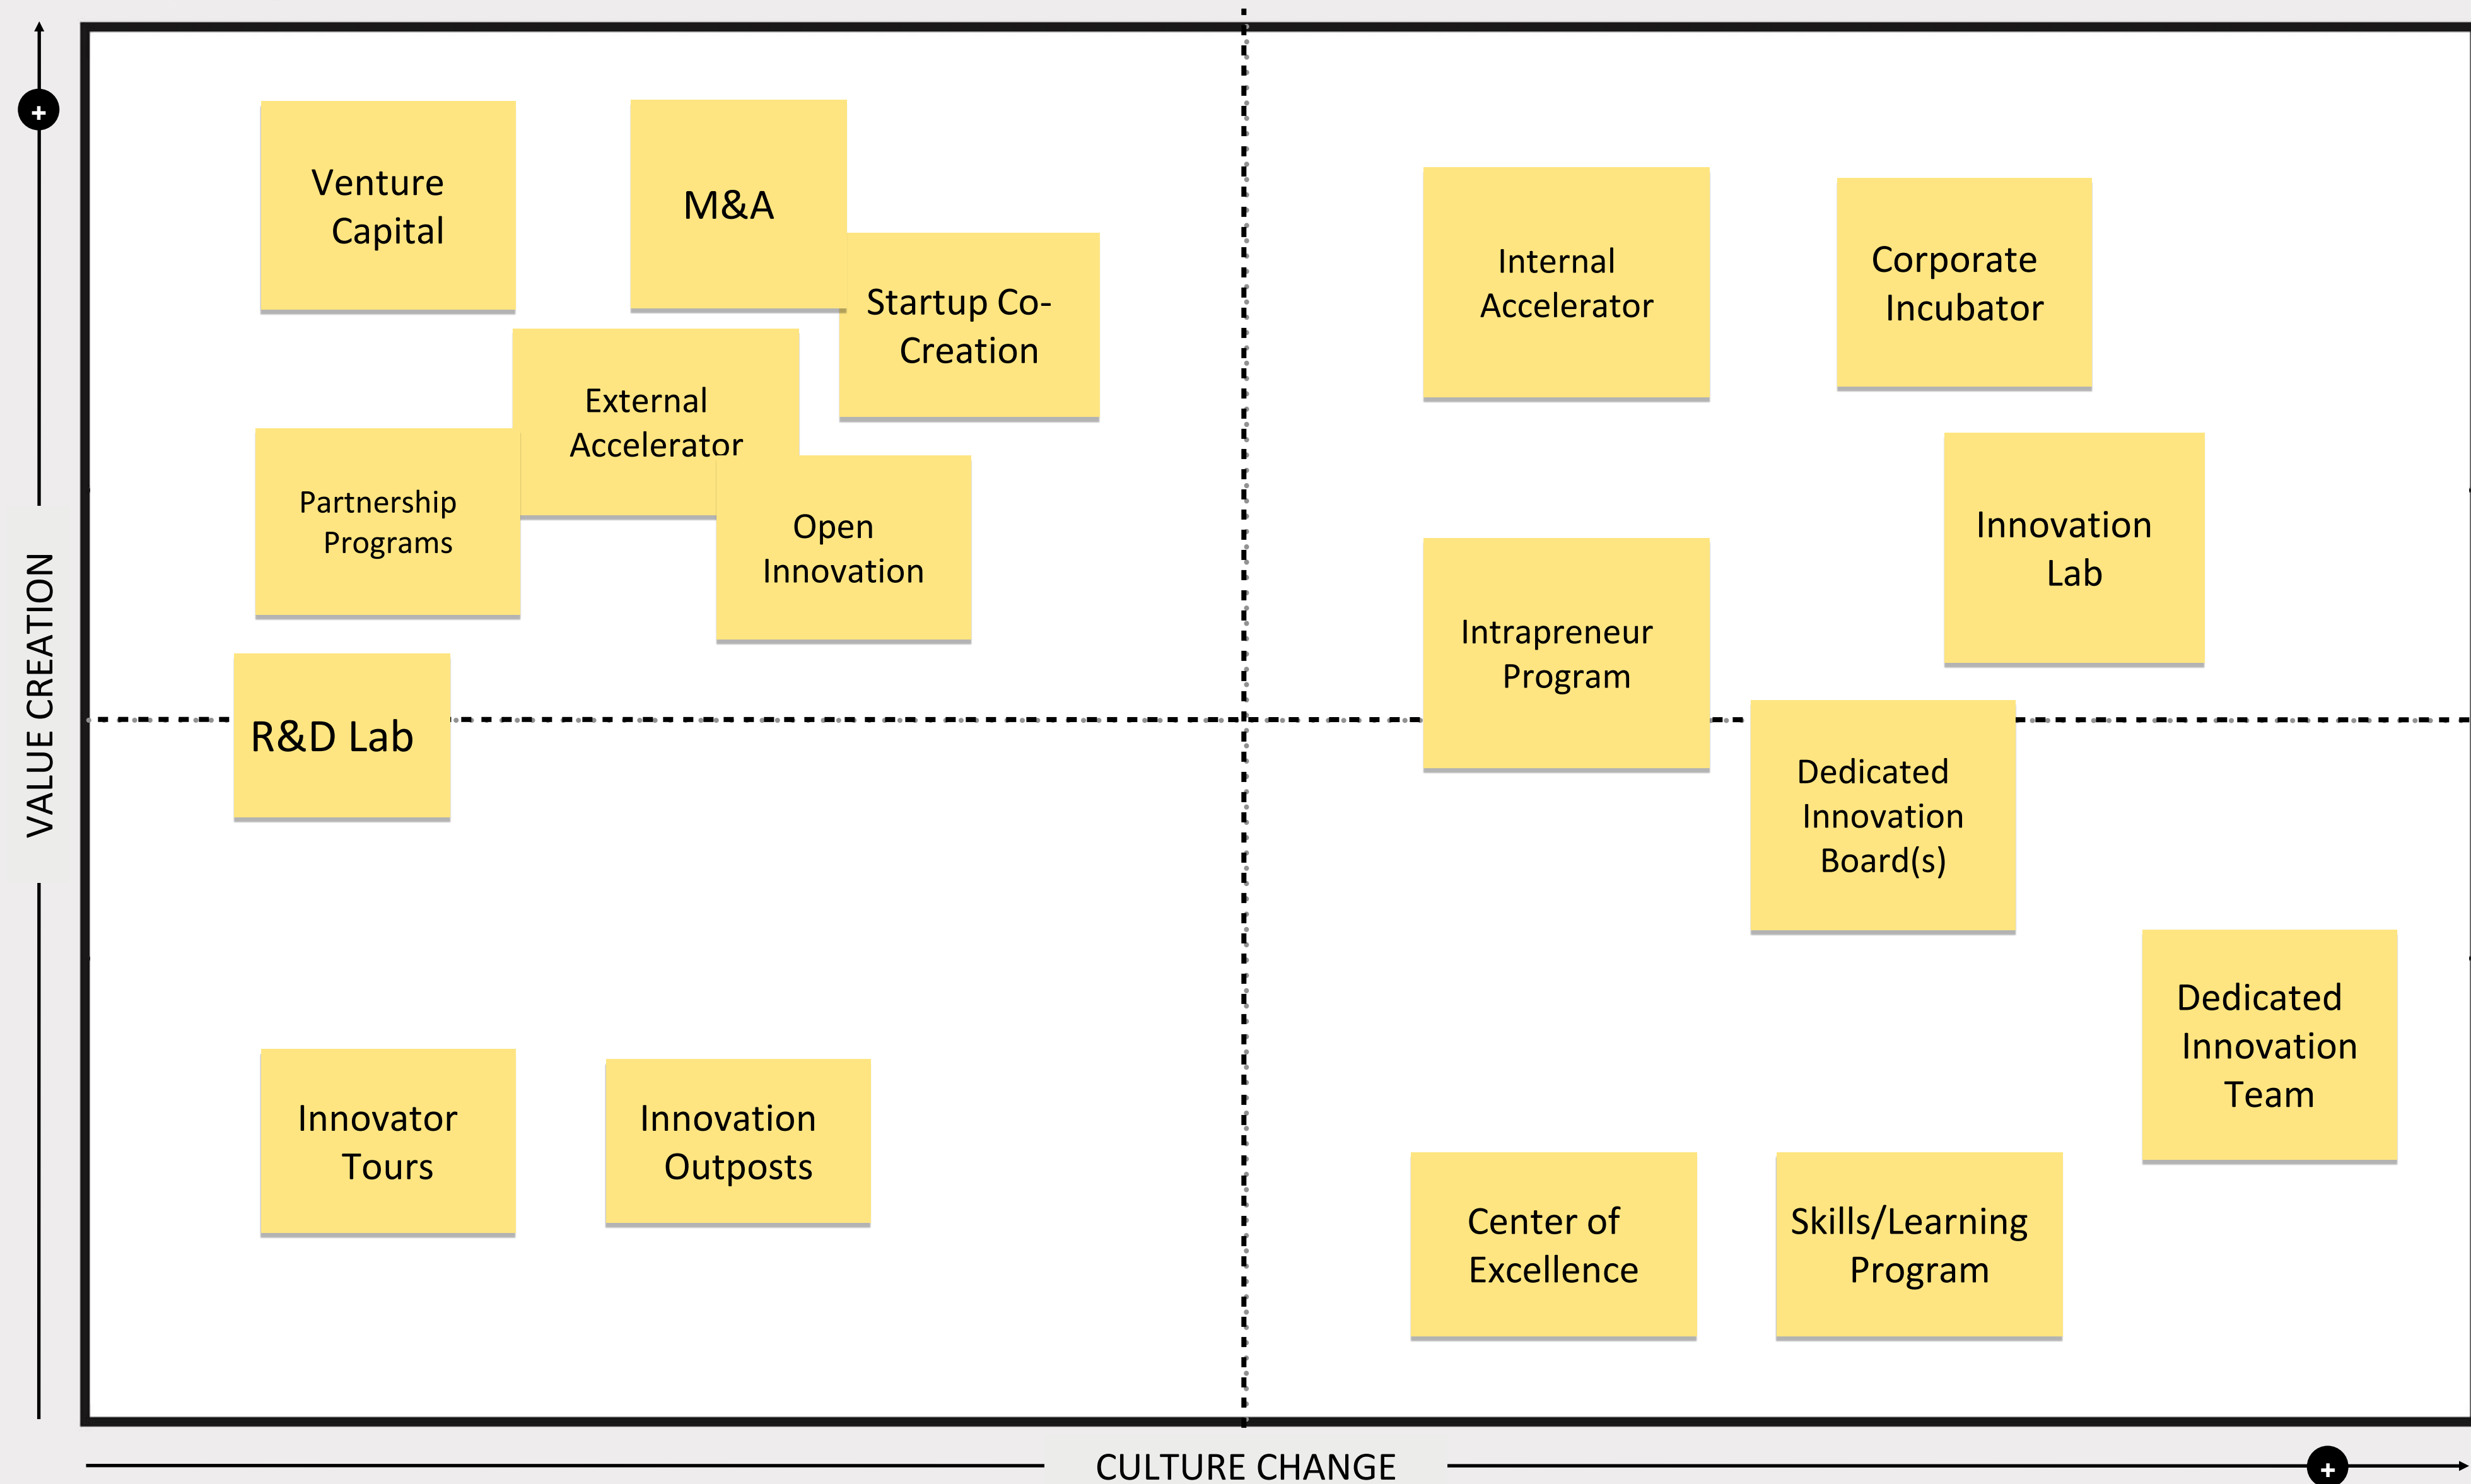 +
Venture
Capital
M&A
Startup Co-
Creation
External
Accelerator
Partnership
Programs
Open
Innovation
R&D Lab
Internal
Accelerator
Corporate
Incubator
Innovation
Lab
Intrapreneur
Program
Dedicated
Innovation
Board(s)
Dedicated
Innovation
Team
Innovator
Tours
Innovation
Outposts
Center of
Excellence
Skills/Learning
Program
VALUE CREATION
CULTURE CHANGE
+